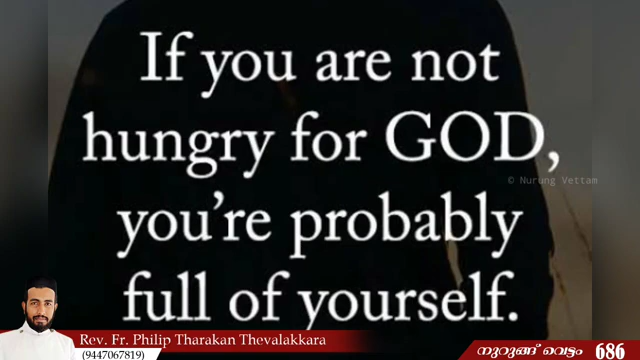 If you are not
hungry for GOD,
© Nurung Vettam
you're probably
full of yourself.
Rev. Fr. Philip Tharakan Thevalakkara
(9447067819)
നുറുങ്ങ് വെട്ടം 686